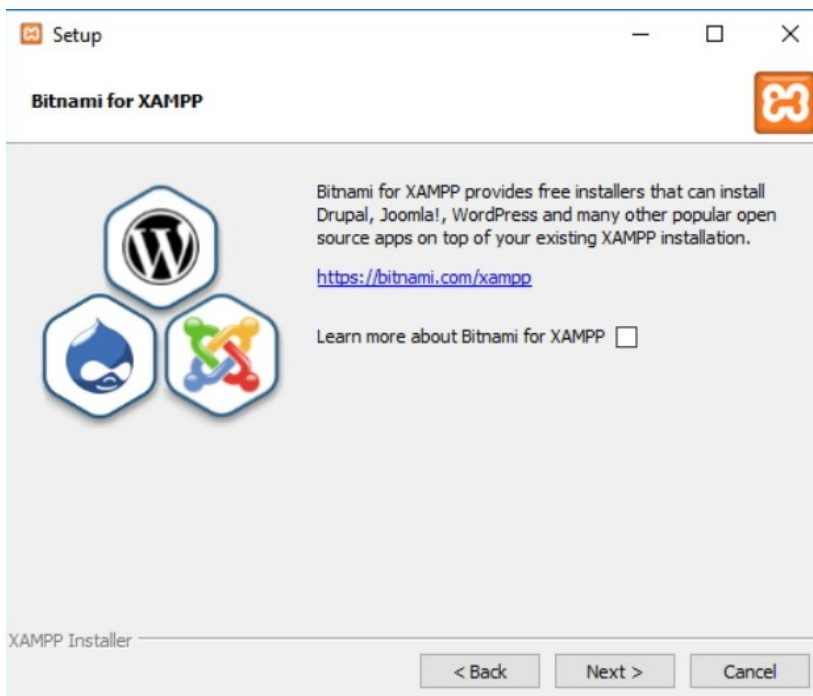 Setup
Bitnami for XAMPP
Bitnami for XAMPP provides free installers that can install
Drupal, Joomla!, WordPress and many other popular open
source apps on top of your existing XAMPP installation.
https://bitnami.com/xampp
Learn more about Bitnami for XAMPP
XAMPP Installer
< Back Next > Cancel